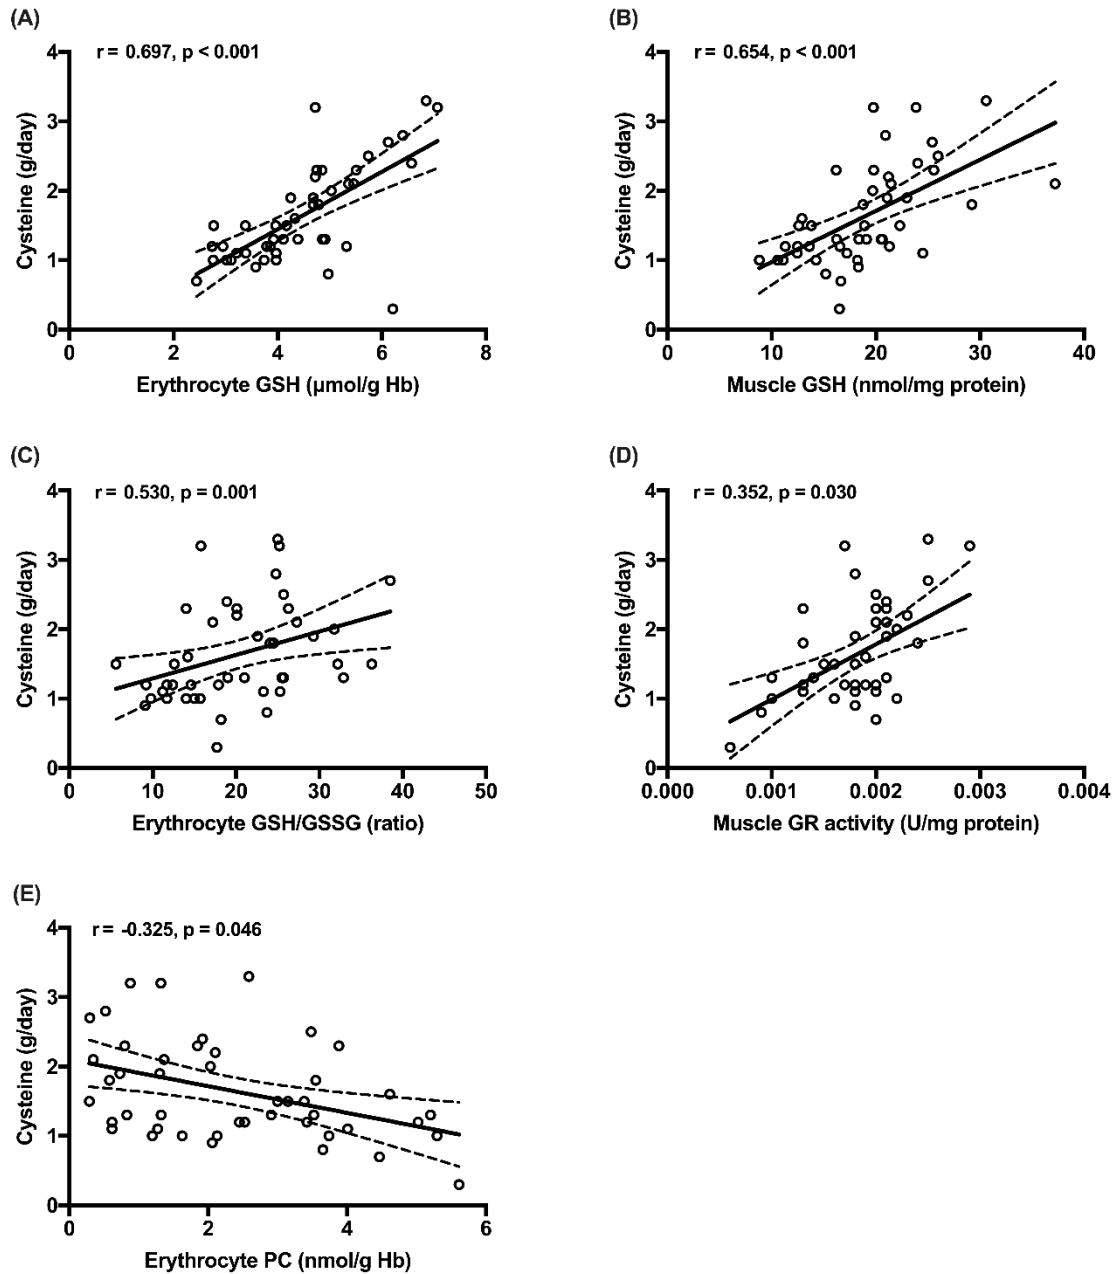 (A)
r = 0.697, p < 0.001
4
3
2
1
0
Cysteine (g/day)
0 2 4 6 8
Erythrocyte GSH (µmol/g Hb)
(B)
r = 0.654, p < 0.001
4
3
2
1
0
Cysteine (g/day)
0 10 20 30 40
Muscle GSH (nmol/mg protein)
(C)
r = 0.530, p = 0.001
4
3
2
1
0
Cysteine (g/day)
0 10 20 30 40 50
Erythrocyte GSH/GSSG (ratio)
(D)
r = 0.352, p = 0.030
4
3
2
1
0
Cysteine (g/day)
0.000 0.001 0.002 0.003 0.004
Muscle GR activity (U/mg protein)
(E)
r = -0.325, p = 0.046
4
3
2
1
0
Cysteine (g/day)
0 2 4 6
Erythrocyte PC (nmol/g Hb)